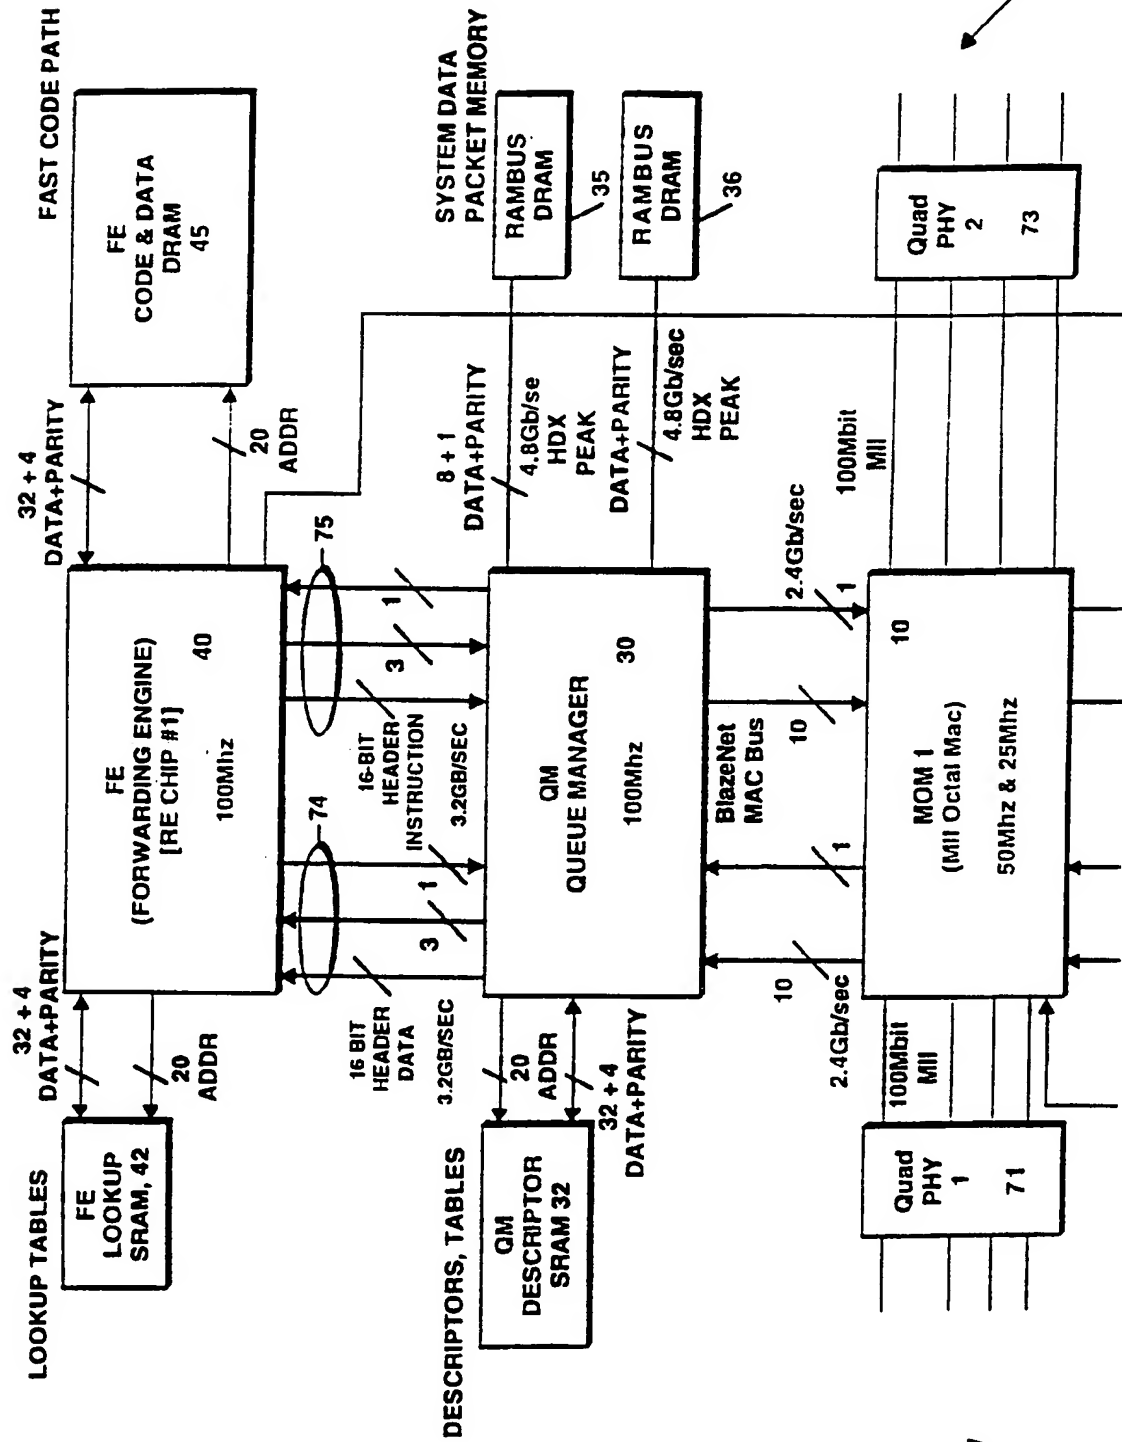 LOOKUP TABLES
FE
LOOKUP
SRAM, 42
32 + 4
DATA+PARITY
20
ADDR
FE
(FORWARDING ENGINE)
[RE CHIP #1]
40
100Mhz
32 + 4
DATA+PARITY
20
ADDR
FAST CODE PATH
FE
CODE & DATA
DRAM
45
74
16 BIT
HEADER
DATA
3.2GB/SEC
3
1
16-BIT
HEADER
INSTRUCTION
3.2GB/SEC
3
1
75
DESCRIPTORS, TABLES
QM
DESCRIPTOR
SRAM 32
20
ADDR
32 + 4
DATA+PARITY
QM
QUEUE MANAGER
100Mhz
30
8 + 1
DATA+PARITY
4.8Gb/se
HDX
PEAK
DATA+PARITY
4.8Gb/sec
HDX
PEAK
SYSTEM DATA
PACKET MEMORY
RAMBUS
DRAM
35
RAMBUS
DRAM
36
10
2.4Gb/sec
1
BlazeNet
MAC Bus
10
2.4Gb/sec
1
Quad
PHY
1
71
100Mbit
MII
MOM 1
(MII Octal Mac)
50Mhz & 25Mhz
10
100Mbit
MII
Quad
PHY
2
73